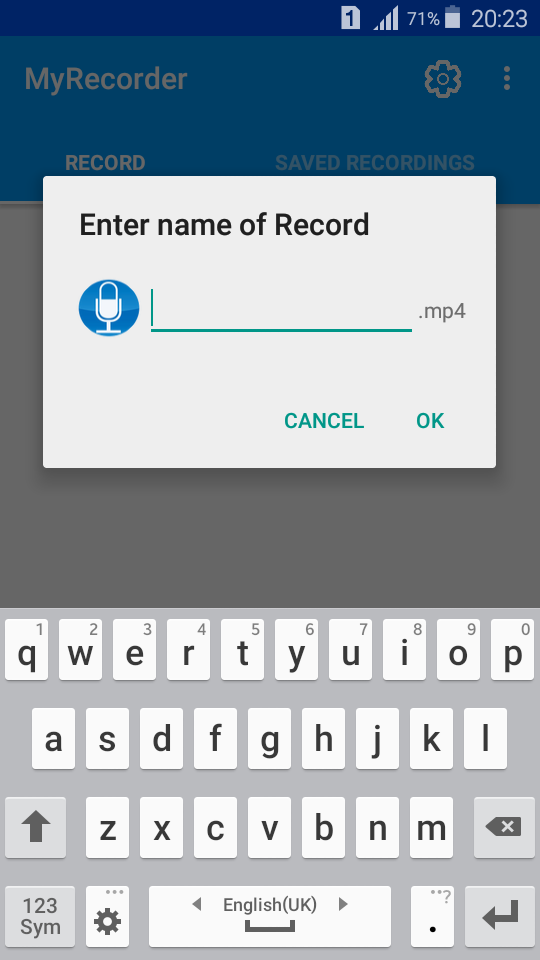 1 71% 20:23
MyRecorder
RECORD SAVED RECORDINGS
Enter name of Record
.mp4
CANCEL OK
1 2 3 4 5 6 7 8 9 0
q w e r t y u i o p
a s d f g h j k l
z x c v b n m
123 Sym English(UK) . ?